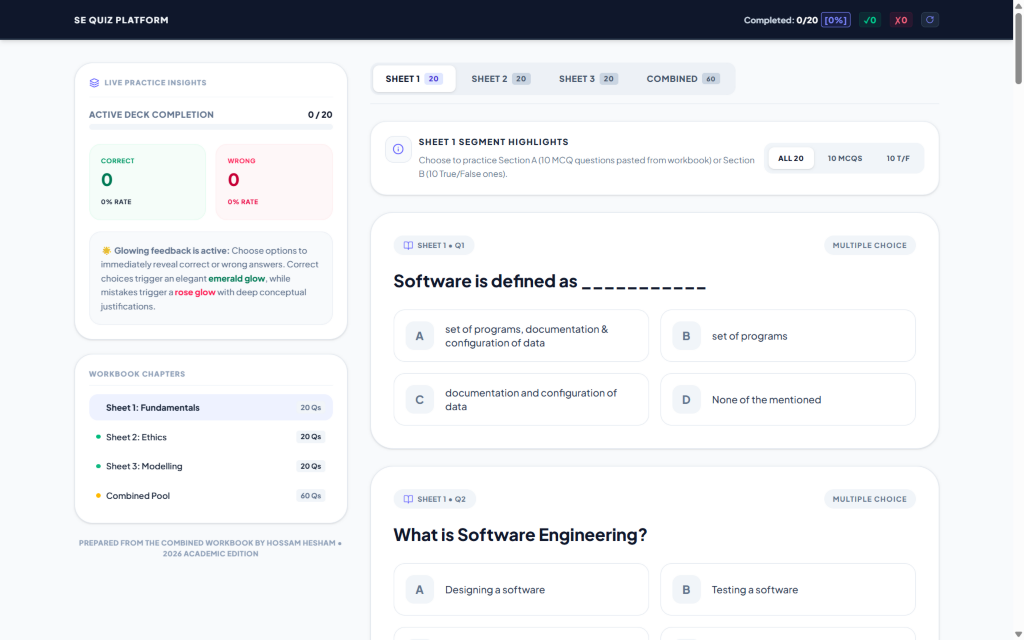 SE QUIZ PLATFORM
Completed: 0/20 [0%] ✓0 ✗0
LIVE PRACTICE INSIGHTS
ACTIVE DECK COMPLETION 0 / 20
CORRECT
0
0% RATE
WRONG
0
0% RATE
☀️ Glowing feedback is active: Choose options to
immediately reveal correct or wrong answers. Correct
choices trigger an elegant emerald glow, while
mistakes trigger a rose glow with deep conceptual
justifications.
WORKBOOK CHAPTERS
Sheet 1: Fundamentals 20 Qs
Sheet 2: Ethics 20 Qs
Sheet 3: Modelling 20 Qs
Combined Pool 60 Qs
PREPARED FROM THE COMBINED WORKBOOK BY HOSSAM HESHAM •
2026 ACADEMIC EDITION
SHEET 1 20 SHEET 2 20 SHEET 3 20 COMBINED 60
SHEET 1 SEGMENT HIGHLIGHTS
Choose to practice Section A (10 MCQ questions pasted from workbook) or Section
B (10 True/False ones).
ALL 20 10 MCQS 10 T/F
SHEET 1 • Q1 MULTIPLE CHOICE
Software is defined as ___________
A set of programs, documentation &
configuration of data
B set of programs
C documentation and configuration of
data
D None of the mentioned
SHEET 1 • Q2 MULTIPLE CHOICE
What is Software Engineering?
A Designing a software
B Testing a software